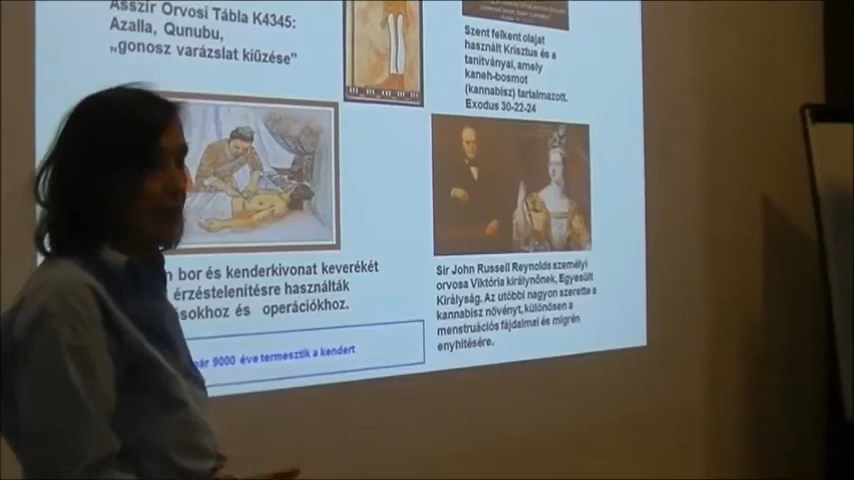 Asszír Orvosi Tábla K4345:
Azalla, Qunubu,
„gonosz varázslat kiűzése"
Szent felkent olajat
használt Krisztus és a
tanítványai, amely
kaneh-bosmot
(kannabisz) tartalmazott.
Exodus 30-22-24
bor és kenderkivonat keverékét
érzéstelenítésre használták
operációkhoz.
9000 éve termesztik a kendert
Sir John Russell Reynolds személyi
orvosa Viktória királynőnek, Egyesült
Királyság. Az utóbbi nagyon szerette a
kannabisz növényt, különösen a
menstruációs fájdalmai és migrén
enyhítésére.